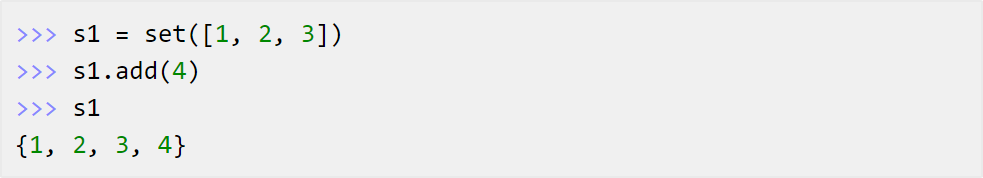 >>> s1 = set([1, 2, 3])
>>> s1.add(4)
>>> s1
{1, 2, 3, 4}